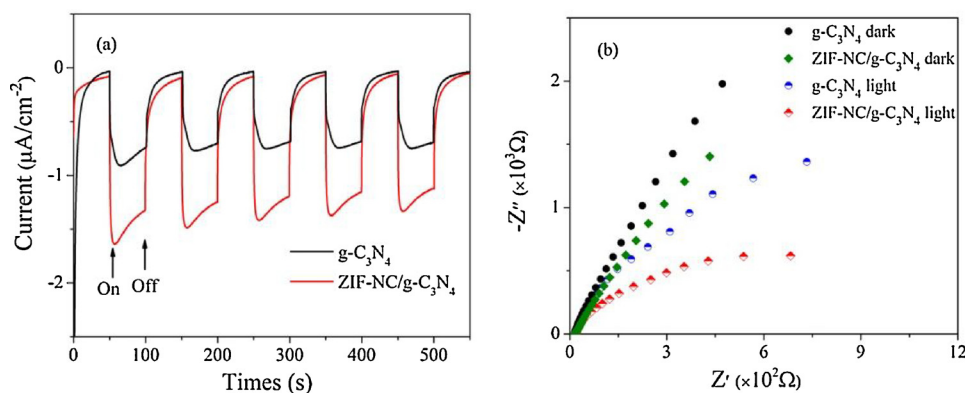 (a)
0
-1
-2
Current (μA/cm⁻²)
On
Off
g-C₃N₄
ZIF-NC/g-C₃N₄
0 100 200 300 400 500
Times (s)
(b)
g-C₃N₄ dark
ZIF-NC/g-C₃N₄ dark
g-C₃N₄ light
ZIF-NC/g-C₃N₄ light
2
1
0
-Z″ (×10³Ω)
0 3 6 9 12
Z′ (×10²Ω)